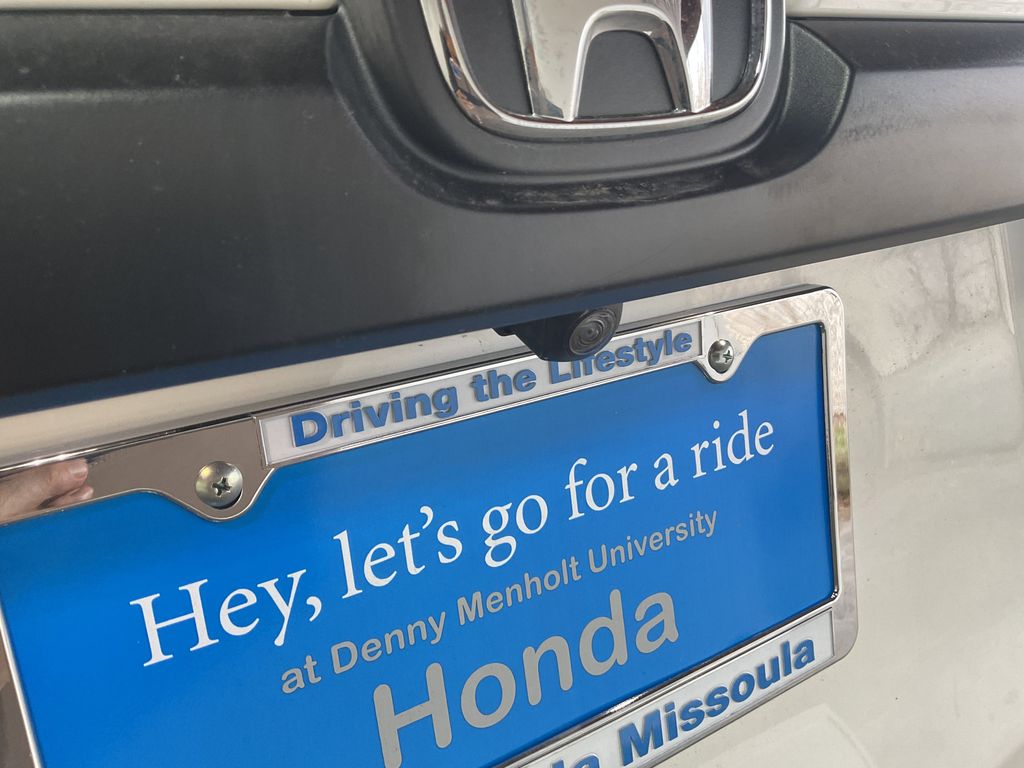 Driving the Lifestyle
Hey, let's go for a ride
at Denny Menholt University
Honda
Missoula